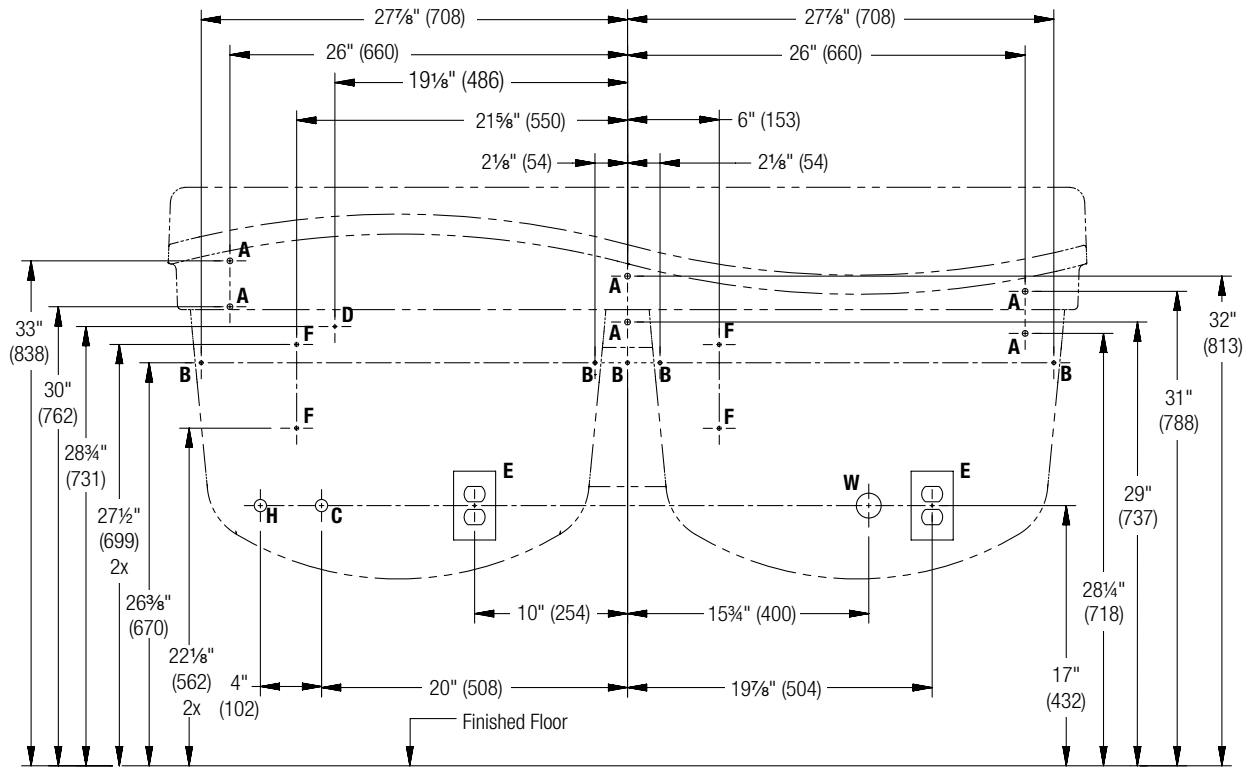 27⅞" (708)
27⅞" (708)
26" (660)
26" (660)
19⅛" (486)
21⅝" (550)
6" (153)
2⅛" (54)
2⅛" (54)
A
A
A
A
A
A
D
F
F
B
B
B
B
B
F
F
E
E
W
H
C
33"
(838)
30"
(762)
28¾"
(731)
27½"
(699)
2x
26⅜"
(670)
22⅛"
(562)
2x
4"
(102)
32"
(813)
31"
(788)
29"
(737)
28¼"
(718)
17"
(432)
10" (254)
15¾" (400)
20" (508)
19⅞" (504)
Finished Floor